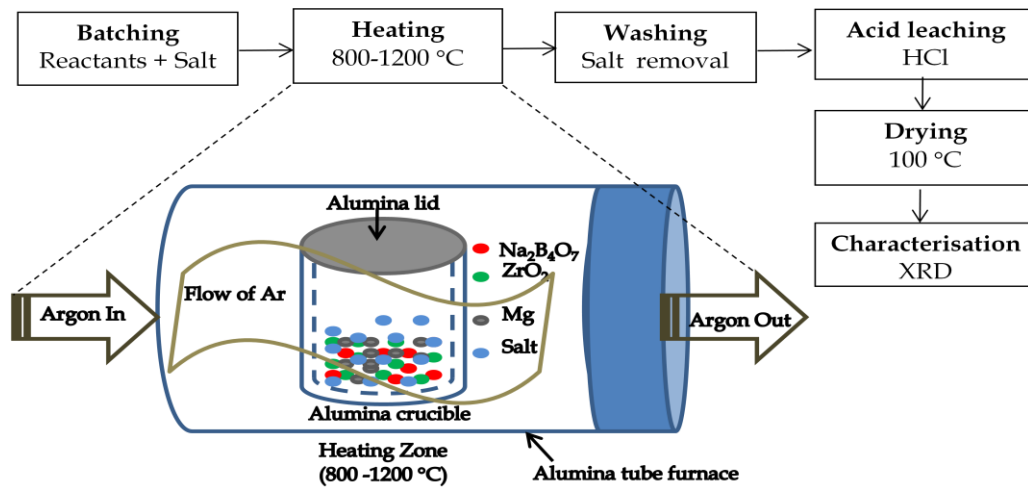 Batching
Reactants + Salt
Heating
800-1200 °C
Washing
Salt removal
Acid leaching
HCl
Drying
100 °C
Characterisation
XRD
Alumina lid
Na₂B₄O₇
ZrO₂
Flow of Ar
Argon In
Mg
Argon Out
Salt
Alumina crucible
Heating Zone
(800 -1200 °C)
Alumina tube furnace